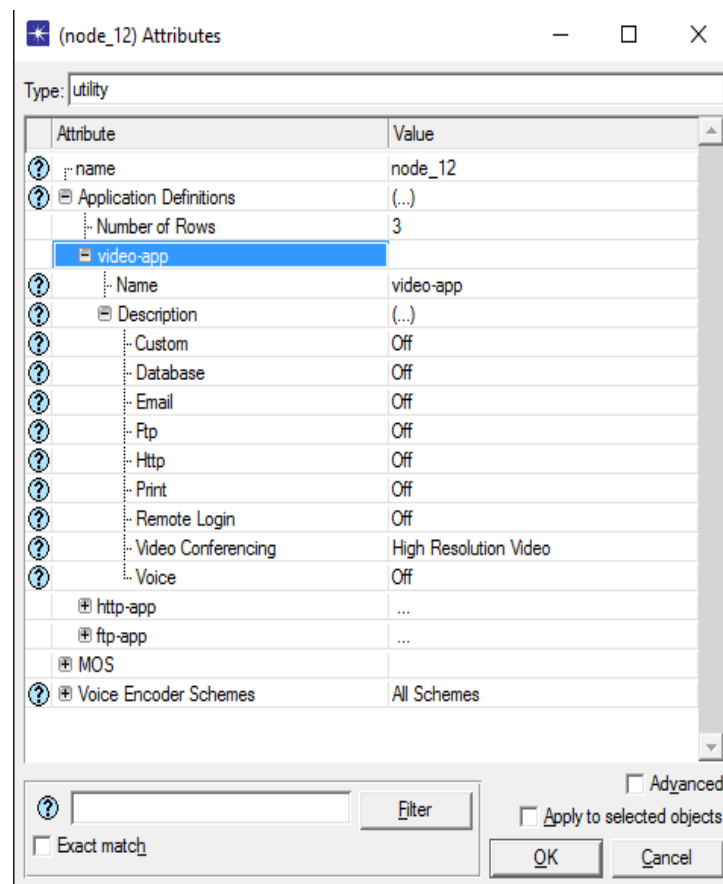 (node_12) Attributes
Type: utility
Attribute Value
name node_12
Application Definitions (...)
Number of Rows 3
video-app
Name video-app
Description (...)
Custom Off
Database Off
Email Off
Ftp Off
Http Off
Print Off
Remote Login Off
Video Conferencing High Resolution Video
Voice Off
http-app ...
ftp-app ...
MOS
Voice Encoder Schemes All Schemes
Advanced
Filter
Apply to selected objects
Exact match
OK Cancel